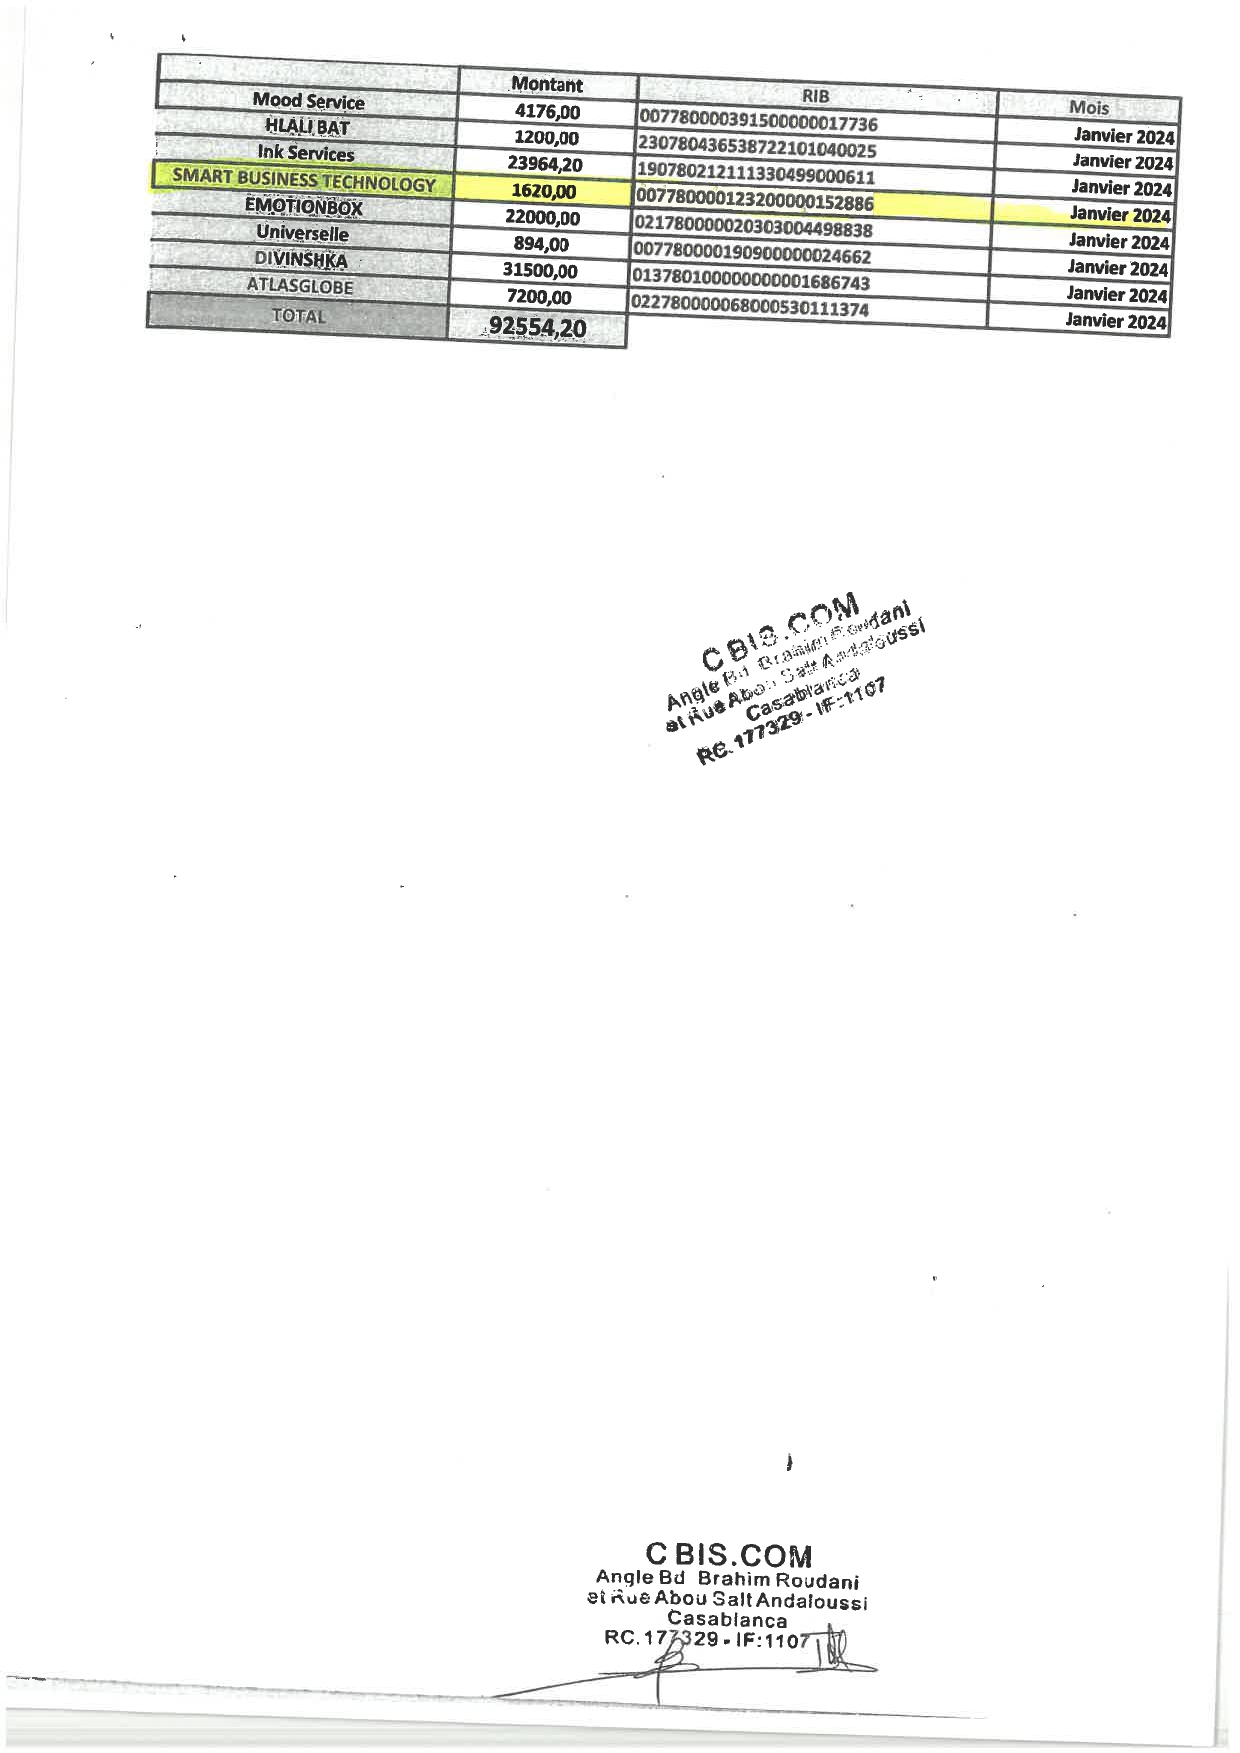 Montant RIB Mois
Mood Service 4176,00 007780000391500000017736 Janvier 2024
HLALI BAT 1200,00 230780436538722101040025 Janvier 2024
Ink Services 23964,20 190780212111330499000611 Janvier 2024
SMART BUSINESS TECHNOLOGY 1620,00 007780000123200000152886 Janvier 2024
EMOTIONBOX 22000,00 021780000020303004498838 Janvier 2024
Universelle 894,00 007780000190900000024662 Janvier 2024
DIVINSHKA 31500,00 013780100000000001686743 Janvier 2024
ATLASGLOBE 7200,00 022780000068000530111374 Janvier 2024
TOTAL 92554,20
CBIS.COM
Angle Bd Brahim Roudani
et Rue Abou Salt Andaloussi
Casablanca
RC.177329 - IF:1107
CBIS.COM
Angle Bd Brahim Roudani
et Rue Abou Salt Andaloussi
Casablanca
RC.177329 - IF:1107